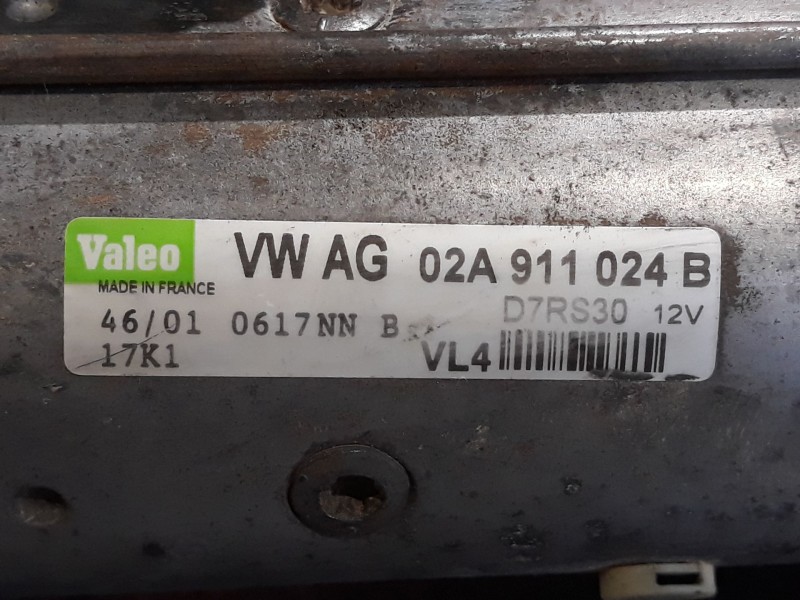 Valeo VW AG 02A 911 024 B
MADE IN FRANCE D7RS30 12V
46/01 0617NN B
17K1 VL4